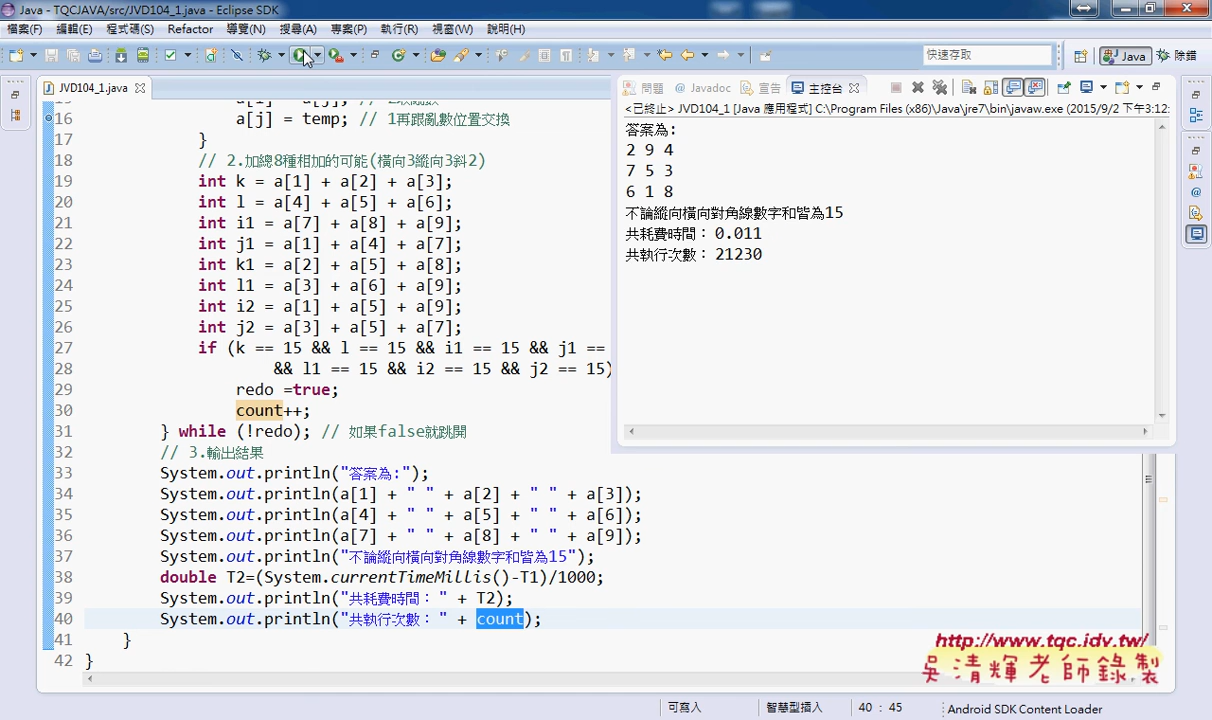 Java - TQCJAVA/src/JVD104_1.java - Eclipse SDK
檔案(F) 編輯(E) 程式碼(S) Refactor 導覽(N) 搜尋(A) 專案(P) 執行(R) 視窗(W) 說明(H)
快速存取 Java 除錯
JVD104_1.java
16 a[j] = temp; // 1再跟亂數位置交換
17 }
18 // 2.加總8種相加的可能(橫向3縱向3斜2)
19 int k = a[1] + a[2] + a[3];
20 int l = a[4] + a[5] + a[6];
21 int i1 = a[7] + a[8] + a[9];
22 int j1 = a[1] + a[4] + a[7];
23 int k1 = a[2] + a[5] + a[8];
24 int l1 = a[3] + a[6] + a[9];
25 int i2 = a[1] + a[5] + a[9];
26 int j2 = a[3] + a[5] + a[7];
27 if (k == 15 && l == 15 && i1 == 15 && j1 ==
28 && l1 == 15 && i2 == 15 && j2 == 15)
29 redo =true;
30 count++;
31 } while (!redo); // 如果false就跳開
32 // 3.輸出結果
33 System.out.println("答案為:");
34 System.out.println(a[1] + " " + a[2] + " " + a[3]);
35 System.out.println(a[4] + " " + a[5] + " " + a[6]);
36 System.out.println(a[7] + " " + a[8] + " " + a[9]);
37 System.out.println("不論縱向橫向對角線數字和皆為15");
38 double T2=(System.currentTimeMillis()-T1)/1000;
39 System.out.println("共耗費時間：" + T2);
40 System.out.println("共執行次數：" + count);
41 }
42 }
問題 Javadoc 宣告 主控台
<已終止> JVD104_1 [Java 應用程式] C:\Program Files (x86)\Java\jre7\bin\javaw.exe (2015/9/2 下午3:12:
答案為:
2 9 4
7 5 3
6 1 8
不論縱向橫向對角線數字和皆為15
共耗費時間：0.011
共執行次數：21230
http://www.tqc.idv.tw/
吳清輝老師錄製
可寫入 智慧型插入 40 : 45 Android SDK Content Loader